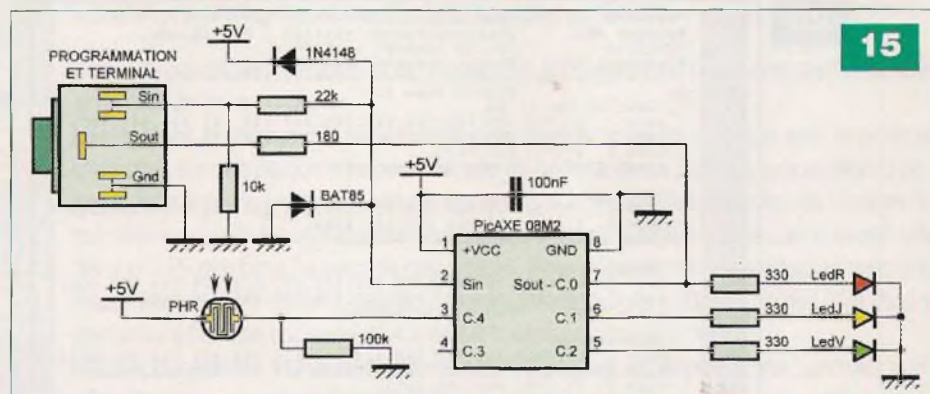 15
PROGRAMMATION
ET TERMINAL
Sin
Sout
Gnd
+5V
1N4148
22k
180
10k
BAT85
+5V
100nF
PicAXE 08M2
1 +VCC GND 8
2 Sin Sout - C.0 7
3 C.4 C.1 6
4 C.3 C.2 5
+5V
PHR
100k
330 LedR
330 LedJ
330 LedV